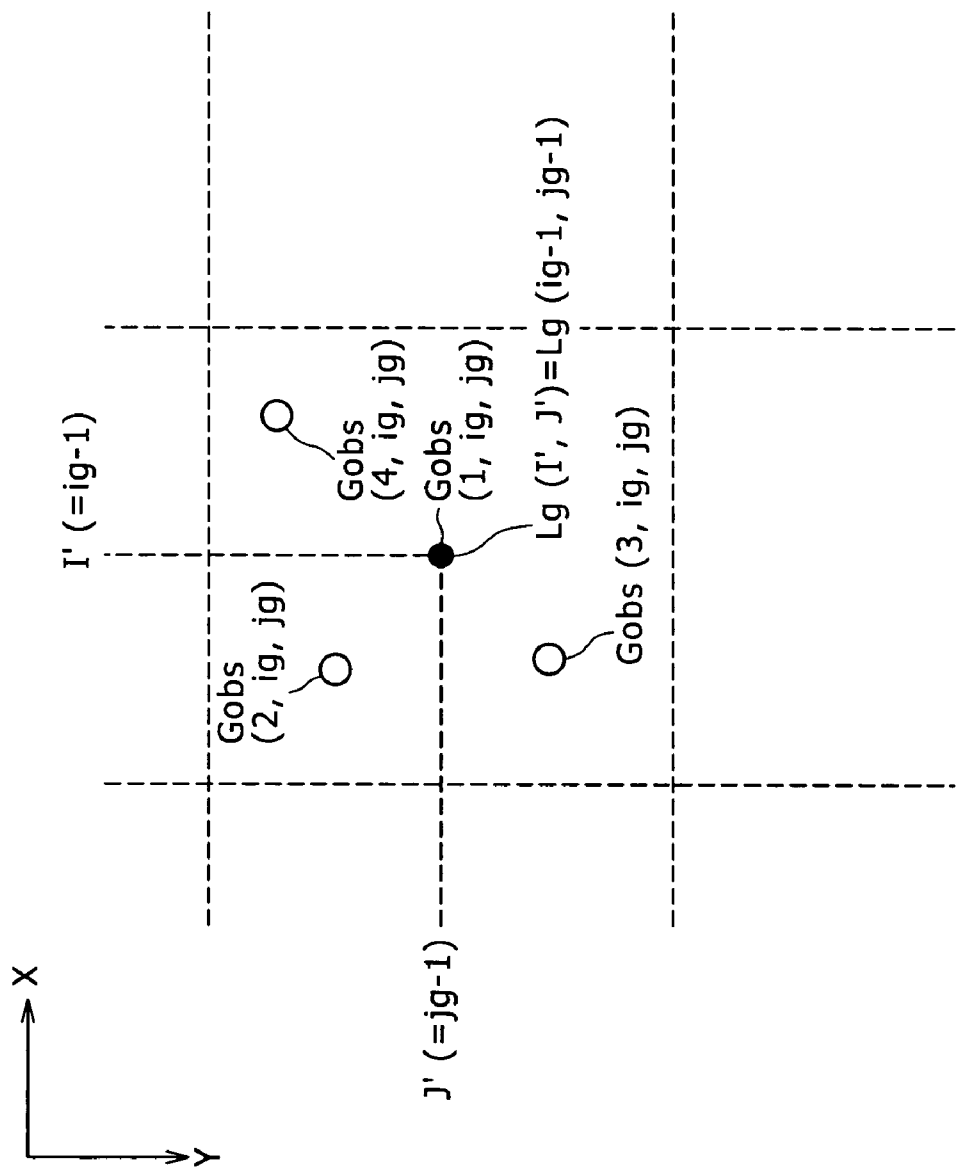 X
Y
I' (=ig-1)
J' (=jg-1)
Gobs
(2, ig, jg)
Gobs
(4, ig, jg)
Gobs
(1, ig, jg)
Lg (I', J')=Lg (ig-1, jg-1)
Gobs (3, ig, jg)